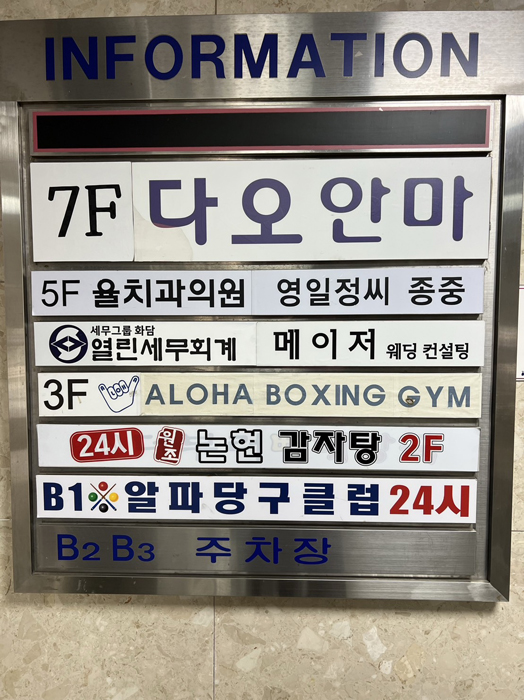 INFORMATION
7F 다오안마
5F 율치과의원 영일정씨 종중
세무그룹 화담
열린세무회계 메이저 웨딩 컨설팅
3F ALOHA BOXING GYM
24시 원조 논현 감자탕 2F
B1 알파당구클럽 24시
B2 B3 주차장